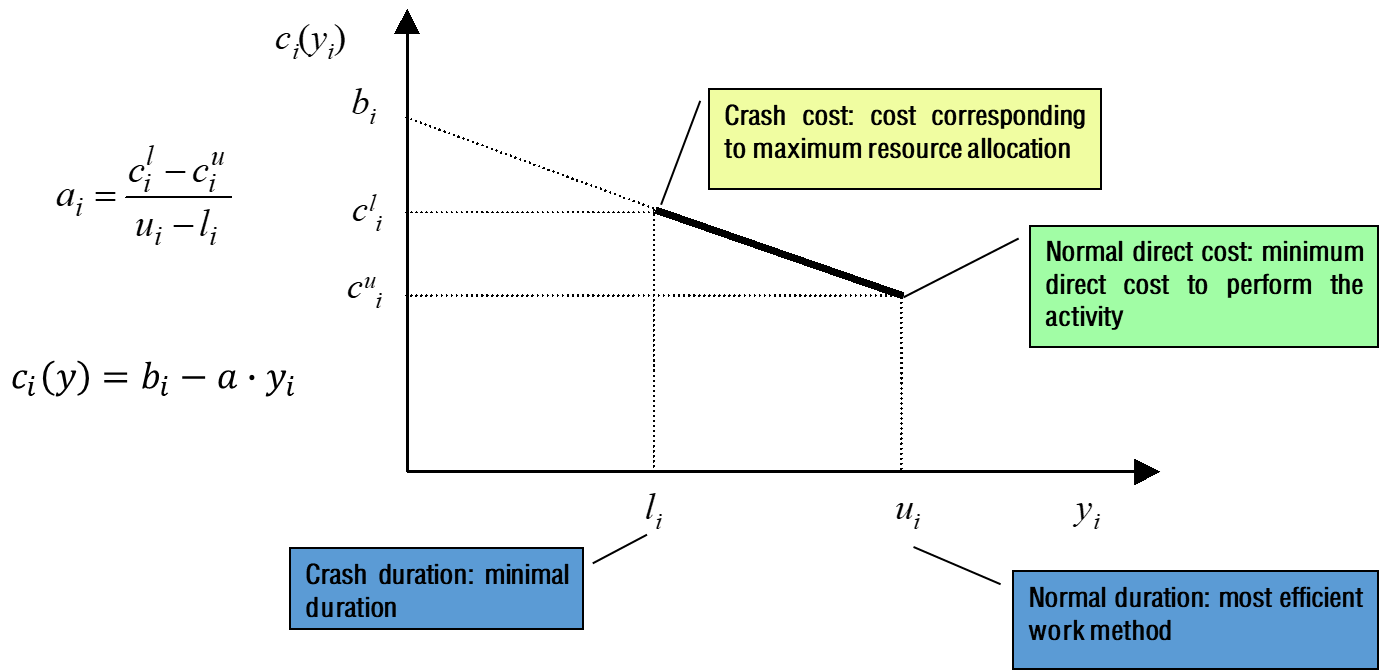 c_i(y_i)
b_i
Crash cost: cost corresponding
to maximum resource allocation
a_i = \frac{c_i^l - c_i^u}{u_i - l_i}
c^l_i
Normal direct cost: minimum
direct cost to perform the
activity
c^u_i
c_i(y) = b_i − a · y_i
l_i
u_i
y_i
Crash duration: minimal
duration
Normal duration: most efficient
work method